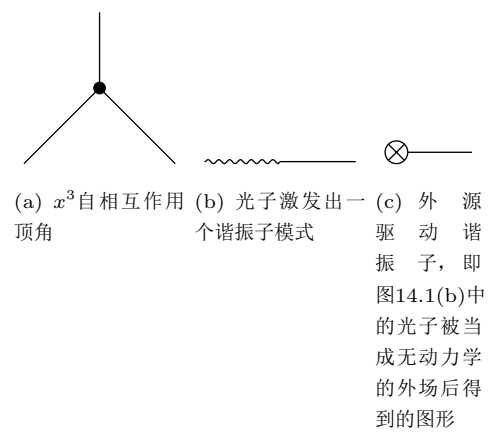 (a) x³自相互作用
顶角
(b) 光子激发出一
个谐振子模式
(c) 外 源
驱 动 谐
振 子，即
图14.1(b)中
的光子被当
成无动力学
的外场后得
到的图形